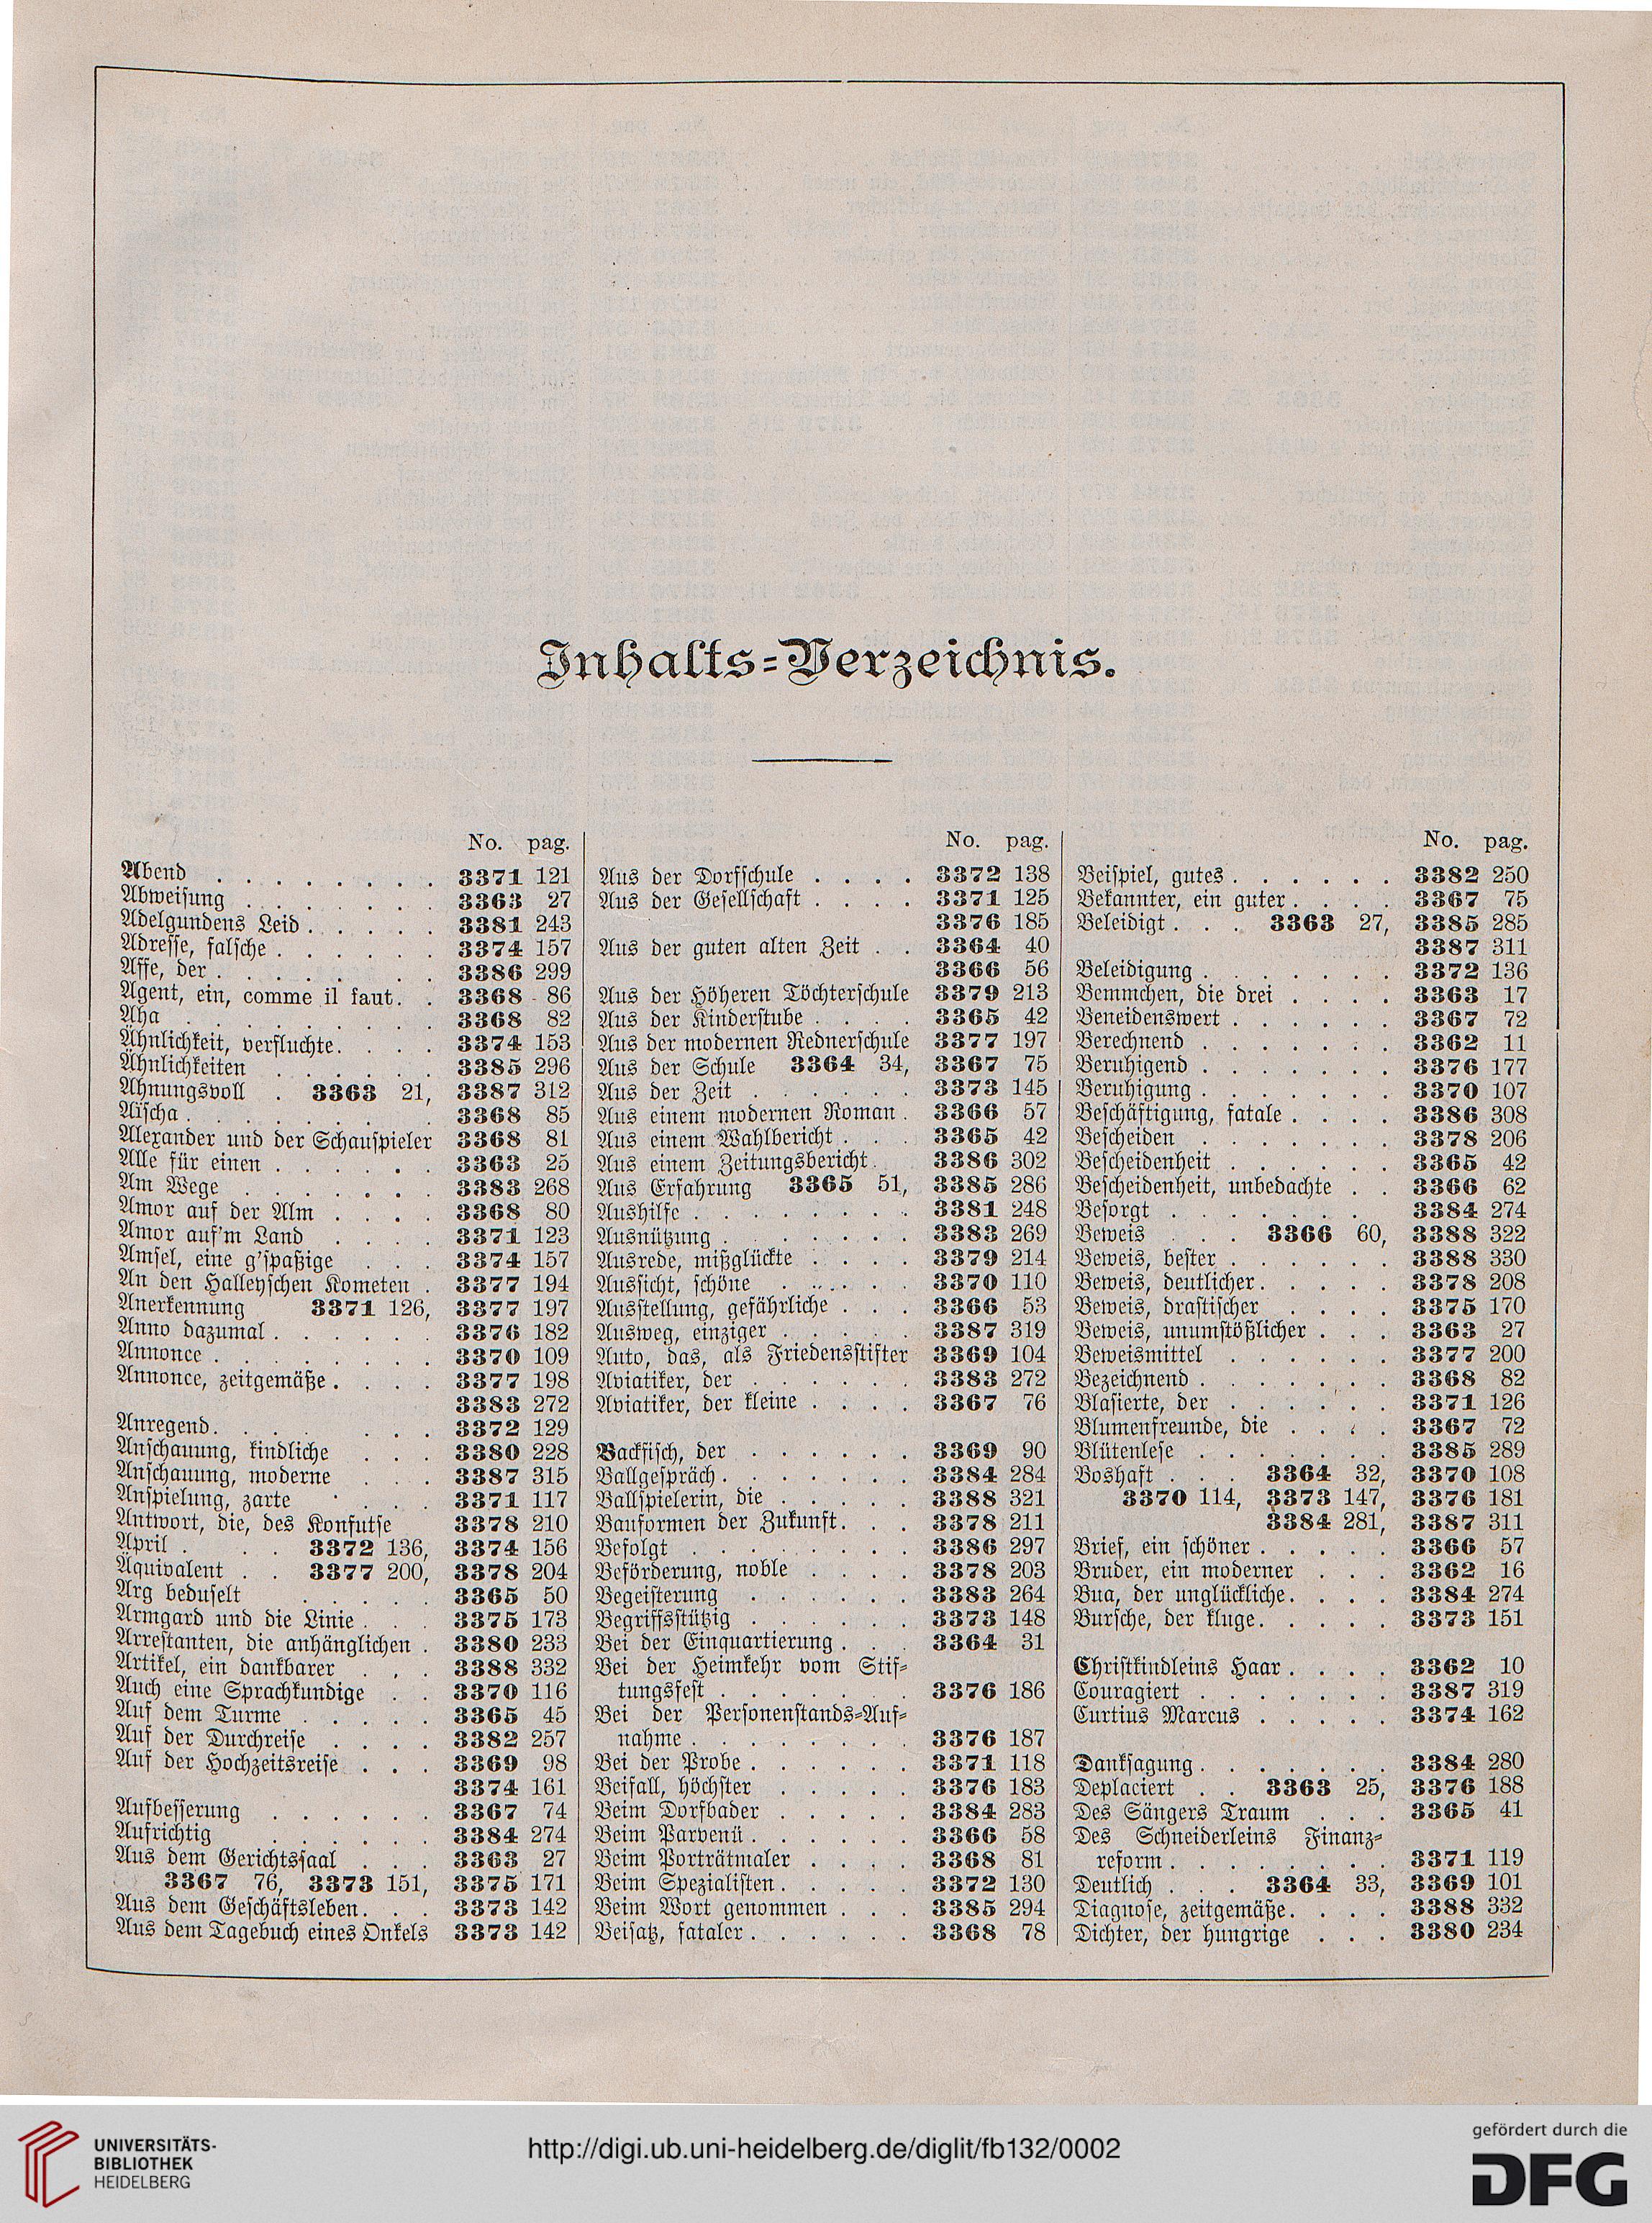 Inhalts=Verzeichnis.
No. pag.
Abend . . . . . . . . 3371 121
Abweisung . . . . . . . 3363 27
Adelgundens Leid . . . . . 3381 243
Adresse, falsche . . . . . . 3374 157
Affe, der . . . . . . . . 3386 299
Agent, ein, comme il faut . . 3368 86
Aha . . . . . . . . . 3368 82
Ähnlichkeit, verfluchte . . . . 3374 153
Ähnlichkeiten . . . . . . 3385 296
Ahnungsvoll . 3363 21, 3387 312
Aïscha . . . . . . . . . 3368 85
Alexander und der Schauspieler 3368 81
Alle für einen . . . . . . 3363 25
Am Wege . . . . . . . 3383 268
Amor auf der Alm . . . . 3368 80
Amor auf'm Land . . . . 3371 123
Amsel, eine g'spaßige . . . 3374 157
An den Halleyschen Kometen . 3377 194
Anerkennung 3371 126, 3377 197
Anno dazumal . . . . . . 3376 182
Annonce . . . . . . . . 3370 109
Annonce, zeitgemäße . . . . 3377 198
3383 272
Anregend . . . . . . . 3372 129
Anschauung, kindliche . . . 3380 228
Anschauung, moderne . . . 3387 315
Anspielung, zarte . . . . 3371 117
Antwort, die, des Konfutse 3378 210
April . . . 3372 136, 3374 156
Äquivalent . . 3377 200, 3378 204
Arg beduselt . . . . . 3365 50
Armgard und die Linie . . . 3375 173
Arrestanten, die anhänglichen . 3380 233
Artikel, ein dankbarer . . . 3388 332
Auch eine Sprachkundige . . 3370 116
Auf dem Turme . . . . . 3365 45
Auf der Durchreise . . . . 3382 257
Auf der Hochzeitsreise . . . 3369 98
3374 161
Aufbesserung . . . . . . 3367 74
Aufrichtig . . . . . . 3384 274
Aus dem Gerichtssaal . . . 3363 27
3367 76, 3373 151, 3375 171
Aus dem Geschäftsleben . . . 3373 142
Aus dem Tagebuch eines Onkels 3373 142
No. pag.
Aus der Dorfschule . . . . 3372 138
Aus der Gesellschaft . . . . 3371 125
3376 185
Aus der guten alten Zeit . . 3364 40
3366 56
Aus der Höheren Töchterschule 3379 213
Aus der Kinderstube . . . . 3365 42
Aus der modernen Rednerschule 3377 197
Aus der Schule 3364 34, 3367 75
Aus der Zeit . . . . . . 3373 145
Aus einem modernen Roman . 3366 57
Aus einem Wahlbericht . . . 3365 42
Aus einem Zeitungsbericht . 3386 302
Aus Erfahrung 3365 51, 3385 286
Aushilfe . . . . . . . . 3381 248
Ausnützung . . . . . . . 3383 269
Ausrede, mißglückte . . . . 3379 214
Aussicht, schöne . . . . . 3370 110
Ausstellung, gefährliche . . . 3366 53
Ausweg, einziger . . . . . 3387 319
Auto, das, als Friedensstifter 3369 104
Aviatiker, der . . . . . . 3383 272
Aviatiker, der kleine . . . . 3367 76
Backfisch, der . . . . . . 3369 90
Ballgespräch . . . . . . . 3384 284
Ballspielerin, die . . . . . 3388 321
Bauformen der Zukunft . . . 3378 211
Befolgt . . . . . . . . 3386 297
Beförderung, noble . . . . 3378 203
Begeisterung . . . . . . 3383 264
Begriffsstützig . . . . . . 3373 148
Bei der Einquartierung . . . 3364 31
Bei der Heimkehr vom Stif=
tungsfest . . . . . . . 3376 186
Bei der Personenstands=Auf=
nahme . . . . . . . . 3376 187
Bei der Probe . . . . . . 3371 118
Beifall, höchster . . . . . 3376 183
Beim Dorfbader . . . . . 3384 283
Beim Parvenü . . . . . . 3366 58
Beim Porträtmaler . . . . 3368 81
Beim Spezialisten . . . . . 3372 130
Beim Wort genommen . . . 3385 294
Beisatz, fataler . . . . . . 3368 78
No. pag.
Beispiel, gutes . . . . . . 3382 250
Bekannter, ein guter . . . . 3367 75
Beleidigt . . . 3363 27, 3385 285
3387 311
Beleidigung . . . . . . . 3372 136
Bemmchen, die drei . . . . 3363 17
Beneidenswert . . . . . . 3367 72
Berechnend . . . . . . . 3362 11
Beruhigend . . . . . . . 3376 177
Beruhigung . . . . . . . 3370 107
Beschäftigung, fatale . . . . 3386 308
Bescheiden . . . . . . . 3378 206
Bescheidenheit . . . . . . 3365 42
Bescheidenheit, unbedachte . . 3366 62
Besorgt . . . . . . . 3384 274
Beweis . . . 3366 60, 3388 322
Beweis, bester . . . . . . 3388 330
Beweis, deutlicher . . . . . 3378 208
Beweis, drastischer . . . . 3375 170
Beweis, unumstößlicher . . . 3363 27
Beweismittel . . . . . . 3377 200
Bezeichnend . . . . . . . 3368 82
Blasierte, der . . . . . . 3371 126
Blumenfreunde, die . . . . 3367 72
Blütenlese . . . . . . . 3385 289
Boshaft . . . 3364 32, 3370 108
3370 114, 3373 147, 3376 181
3384 281, 3387 311
Brief, ein schöner . . . . . 3366 57
Bruder, ein moderner . . . 3362 16
Bua, der unglückliche . . . . 3384 274
Bursche, der kluge . . . . . 3373 151
Christkindleins Haar . . . . 3362 10
Couragiert . . . . . . . 3387 319
Curtius Marcus . . . . . 3374 162
Danksagung . . . . . . . 3384 280
Deplaciert . 3363 25, 3376 188
Des Sängers Traum . . . 3365 41
Des Schneiderleins Finanz=
reform . . . . . . . . 3371 119
Deutlich . . . 3364 33, 3369 101
Diagnose, zeitgemäße . . . . 3388 332
Dichter, der hungrige . . . 3380 234
UNIVERSITÄTS-
BIBLIOTHEK
HEIDELBERG
http://digi.ub.uni-heidelberg.de/diglit/fb132/0002
gefördert durch die
DFG